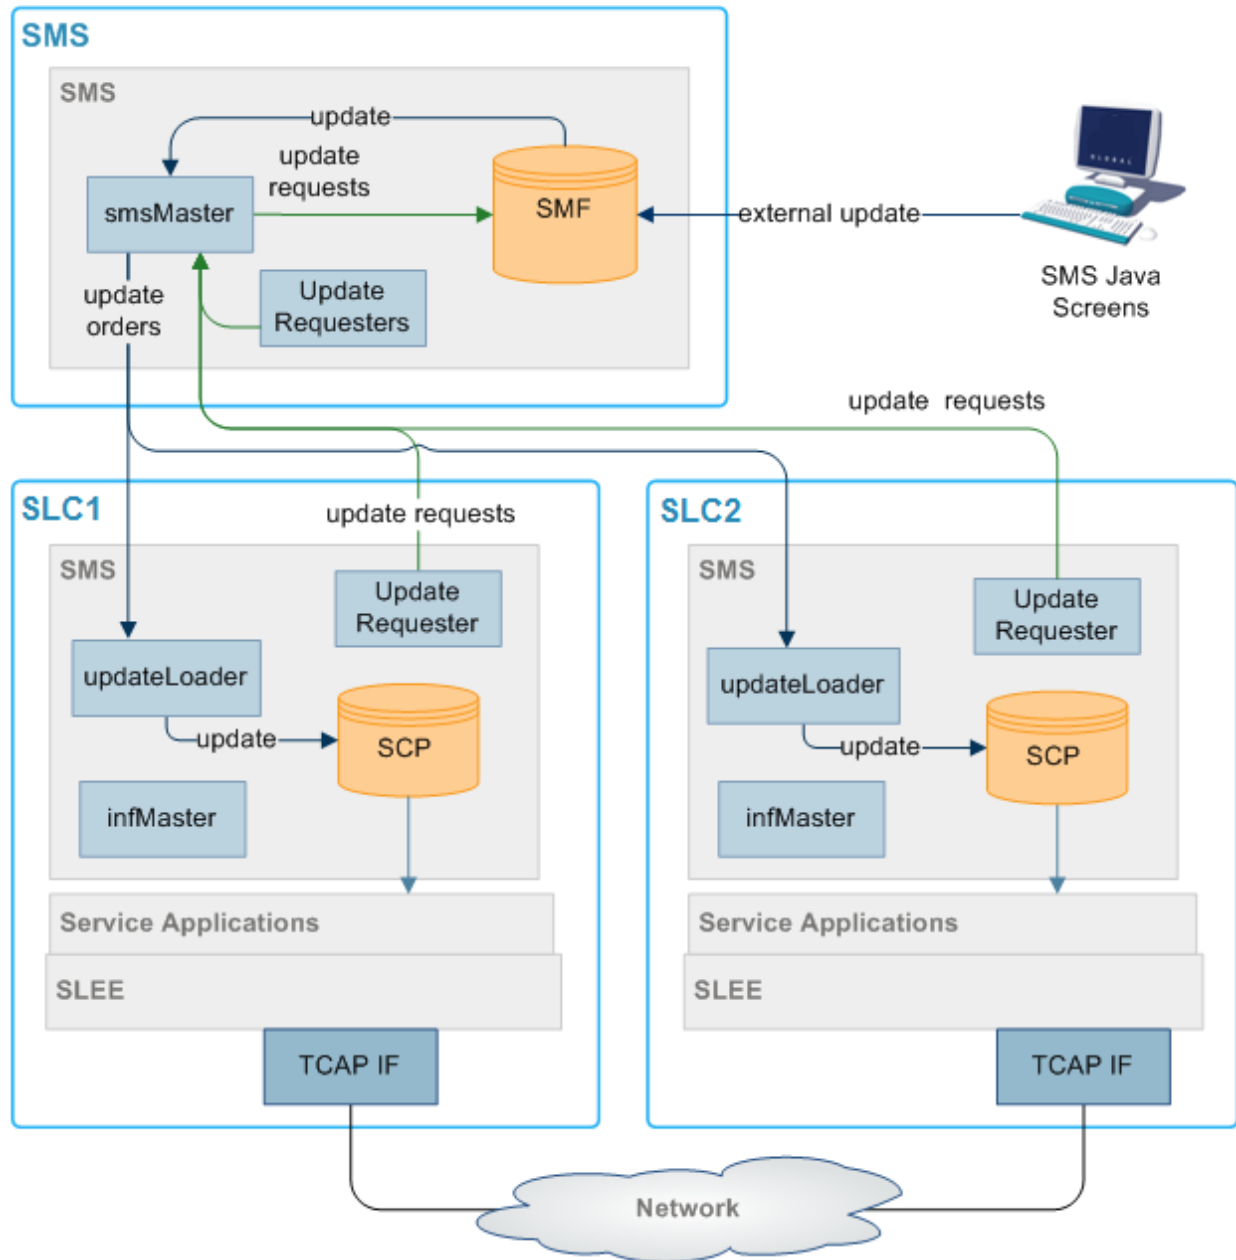 SMS
SMS
update
update
requests
smsMaster
SMF
external update
GLOBAL
SMS Java
Screens
update
orders
Update
Requesters
update requests
SLC1
update requests
SMS
Update
Requester
updateLoader
update
SCP
infMaster
Service Applications
SLEE
TCAP IF
SLC2
SMS
Update
Requester
updateLoader
update
SCP
infMaster
Service Applications
SLEE
TCAP IF
Network